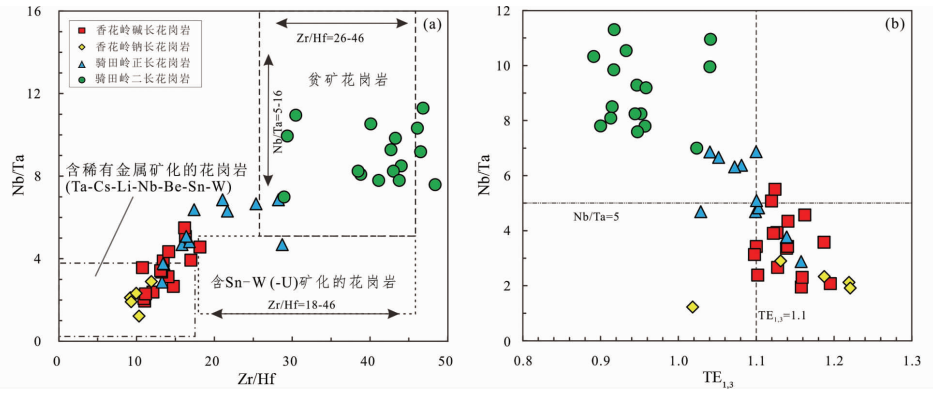 (a)
香花岭碱长花岗岩
香花岭钠长花岗岩
骑田岭正长花岗岩
骑田岭二长花岗岩
Zr/Hf=26-46
贫矿花岗岩
Nb/Ta=5-16
含稀有金属矿化的花岗岩
(Ta-Cs-Li-Nb-Be-Sn-W)
含Sn-W (-U)矿化的花岗岩
Zr/Hf=18-46
Nb/Ta
16
12
8
4
0
0
10
20
30
40
50
Zr/Hf
(b)
Nb/Ta=5
TE1,3=1.1
Nb/Ta
12
10
8
6
4
2
0
0.8
0.9
1.0
1.1
1.2
1.3
TE1,3